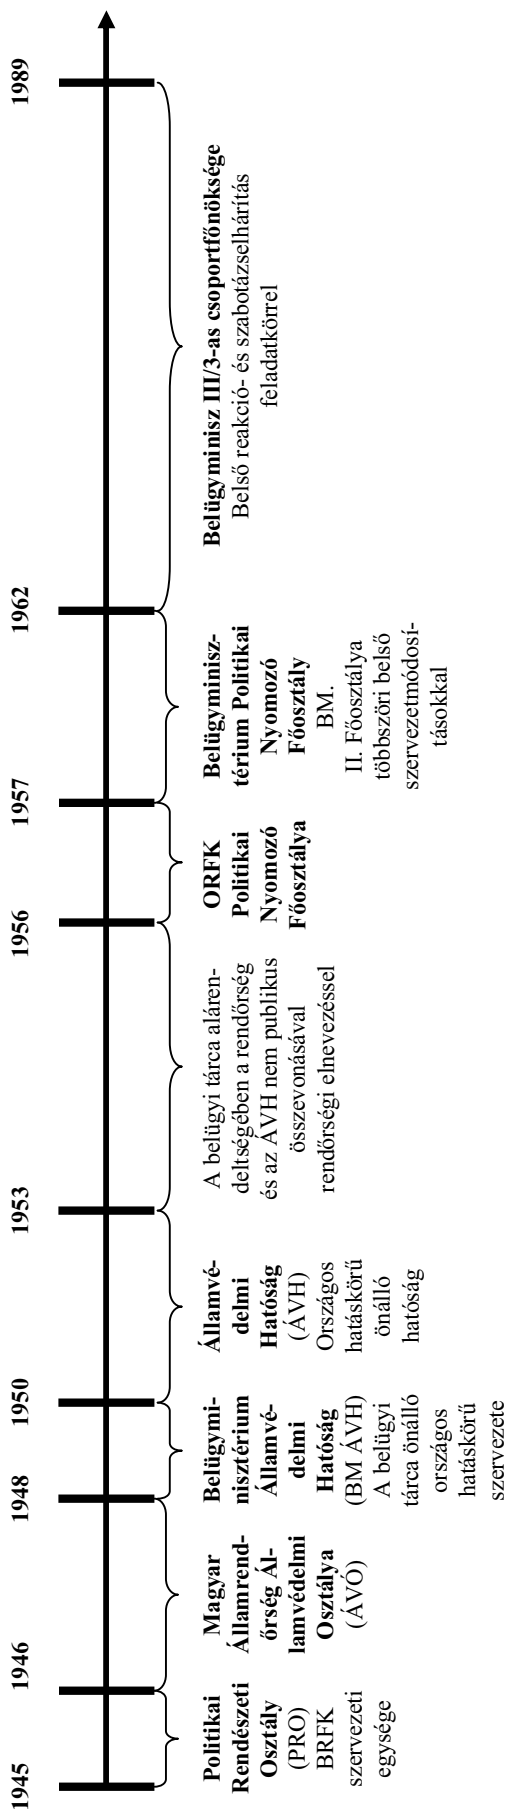 1945
1946
1948
1950
1953
1956
1957
1962
1989
Politikai
Rendészeti
Osztály
(PRO)
BRFK
szervezeti
egysége
Magyar
Államrend-
őrség Ál-
lamvédelmi
Osztálya
(ÁVÓ)
Belügymi-
nisztérium
Államvé-
delmi
Hatóság
(BM ÁVH)
A belügyi
tárca önálló
országos
hatáskörű
szervezete
Államvé-
delmi
Hatóság
(ÁVH)
Országos
hatáskörű
önálló
hatóság
A belügyi tárca aláren-
deltségében a rendőrség
és az ÁVH nem publikus
összevonásával
rendőrségi elnevezéssel
ORFK
Politikai
Nyomozó
Főosztálya
Belügyminisz-
térium Politikai
Nyomozó
Főosztály
BM.
II. Főosztálya
többszöri belső
szervezetmódosí-
tásokkal
Belügyminisz III/3-as csoportfőnöksége
Belső reakció- és szabotázselhárítás
feladatkörrel